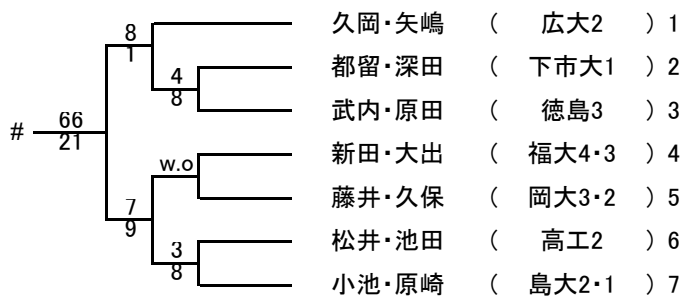 久岡・矢嶋 ( 広大2 ) 1
8
1
都留・深田 ( 下市大1 ) 2
4
8
武内・原田 ( 徳島3 ) 3
# 66
21
新田・大出 ( 福大4・3 ) 4
w.o
藤井・久保 ( 岡大3・2 ) 5
7
9
松井・池田 ( 高工2 ) 6
3
8
小池・原崎 ( 島大2・1 ) 7